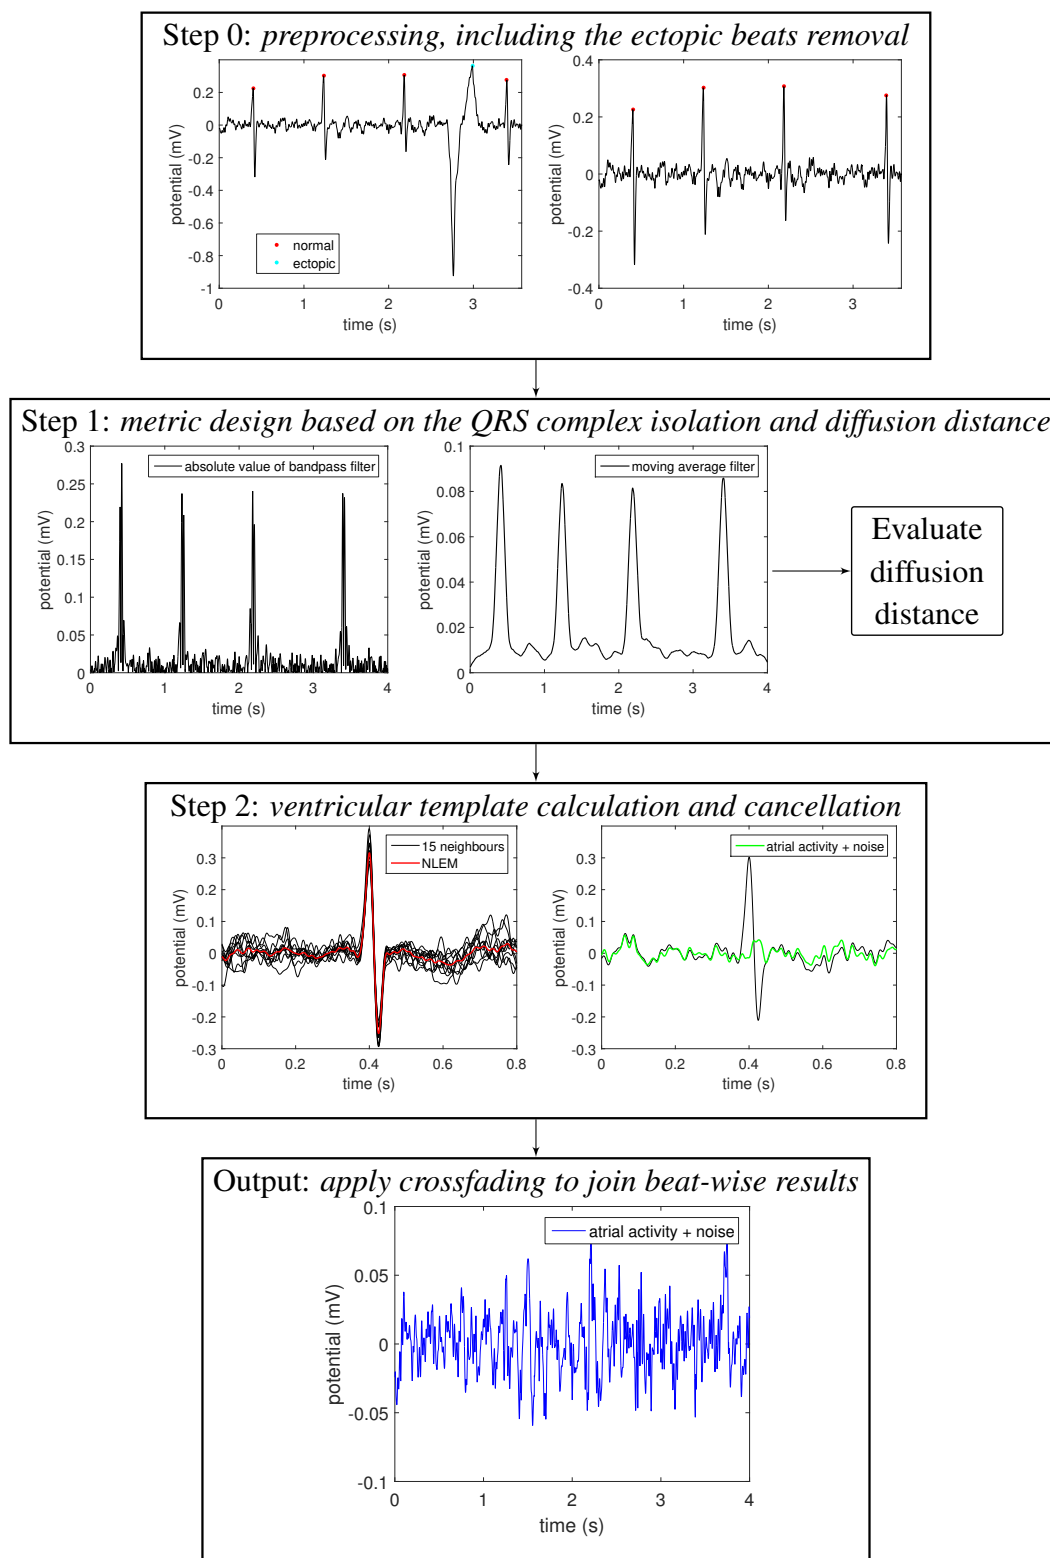 Step 0: preprocessing, including the ectopic beats removal
0.2
0
-0.2
-0.4
-0.6
-0.8
-1
potential (mV)
normal
ectopic
0 1 2 3
time (s)
0.4
0.2
0
-0.2
-0.4
potential (mV)
0 1 2 3
time (s)
Step 1: metric design based on the QRS complex isolation and diffusion distance
0.3
0.25
0.2
0.15
0.1
0.05
0
potential (mV)
absolute value of bandpass filter
0 1 2 3 4
time (s)
0.1
0.08
0.06
0.04
0.02
0
potential (mV)
moving average filter
0 1 2 3 4
time (s)
Evaluate
diffusion
distance
Step 2: ventricular template calculation and cancellation
0.3
0.2
0.1
0
-0.1
-0.2
-0.3
potential (mV)
15 neighbours
NLEM
0 0.2 0.4 0.6 0.8
time (s)
0.3
0.2
0.1
0
-0.1
-0.2
-0.3
potential (mV)
atrial activity + noise
0 0.2 0.4 0.6 0.8
time (s)
Output: apply crossfading to join beat-wise results
0.1
0.05
0
-0.05
-0.1
potential (mV)
atrial activity + noise
0 1 2 3 4
time (s)